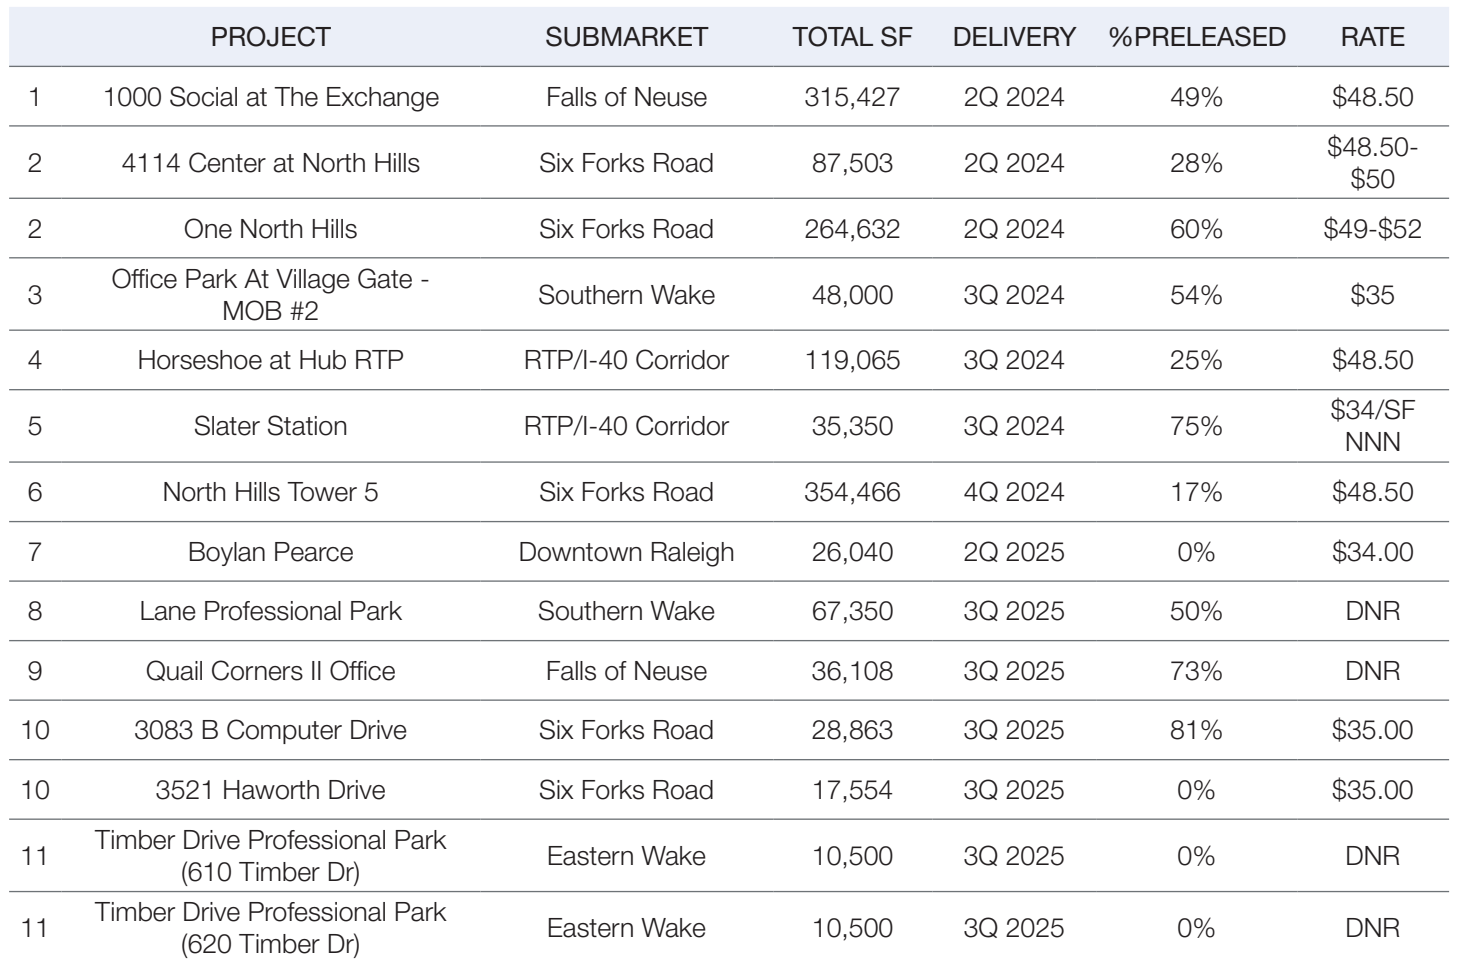 PROJECT SUBMARKET TOTAL SF DELIVERY %PRELEASED RATE
1 1000 Social at The Exchange Falls of Neuse 315,427 2Q 2024 49% $48.50
2 4114 Center at North Hills Six Forks Road 87,503 2Q 2024 28% $48.50-
$50
2 One North Hills Six Forks Road 264,632 2Q 2024 60% $49-$52
3 Office Park At Village Gate - Southern Wake 48,000 3Q 2024 54% $35
MOB #2
4 Horseshoe at Hub RTP RTP/I-40 Corridor 119,065 3Q 2024 25% $48.50
5 Slater Station RTP/I-40 Corridor 35,350 3Q 2024 75% $34/SF
NNN
6 North Hills Tower 5 Six Forks Road 354,466 4Q 2024 17% $48.50
7 Boylan Pearce Downtown Raleigh 26,040 2Q 2025 0% $34.00
8 Lane Professional Park Southern Wake 67,350 3Q 2025 50% DNR
9 Quail Corners II Office Falls of Neuse 36,108 3Q 2025 73% DNR
10 3083 B Computer Drive Six Forks Road 28,863 3Q 2025 81% $35.00
10 3521 Haworth Drive Six Forks Road 17,554 3Q 2025 0% $35.00
11 Timber Drive Professional Park Eastern Wake 10,500 3Q 2025 0% DNR
(610 Timber Dr)
11 Timber Drive Professional Park Eastern Wake 10,500 3Q 2025 0% DNR
(620 Timber Dr)